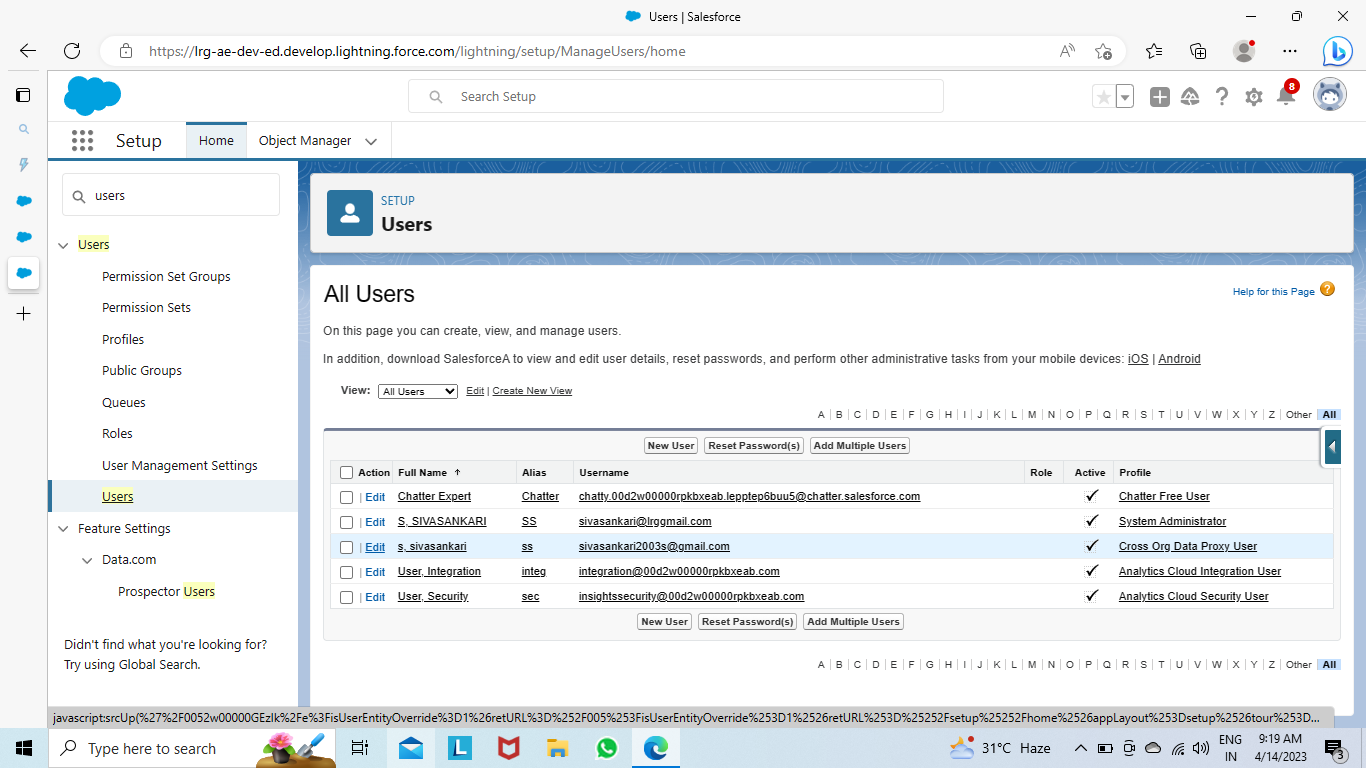 Users | Salesforce
https://lrg-ae-dev-ed.develop.lightning.force.com/lightning/setup/ManageUsers/home
Search Setup
8
Setup
Home
Object Manager
users
Users
Permission Set Groups
Permission Sets
Profiles
Public Groups
Queues
Roles
User Management Settings
Users
Feature Settings
Data.com
Prospector Users
Didn't find what you're looking for?
Try using Global Search.
SETUP
Users
All Users
Help for this Page ?
On this page you can create, view, and manage users.
In addition, download SalesforceA to view and edit user details, reset passwords, and perform other administrative tasks from your mobile devices: iOS | Android
View: All Users Edit | Create New View
A | B | C | D | E | F | G | H | I | J | K | L | M | N | O | P | Q | R | S | T | U | V | W | X | Y | Z | Other | All
New User Reset Password(s) Add Multiple Users
Action Full Name ↑ Alias Username Role Active Profile
| Edit Chatter Expert Chatter chatty.00d2w00000rpkbxeab.lepptep6buu5@chatter.salesforce.com ✓ Chatter Free User
| Edit S, SIVASANKARI SS sivasankari@lrggmail.com ✓ System Administrator
| Edit s, sivasankari ss sivasankari2003s@gmail.com ✓ Cross Org Data Proxy User
| Edit User, Integration integ integration@00d2w00000rpkbxeab.com ✓ Analytics Cloud Integration User
| Edit User, Security sec insightssecurity@00d2w00000rpkbxeab.com ✓ Analytics Cloud Security User
New User Reset Password(s) Add Multiple Users
A | B | C | D | E | F | G | H | I | J | K | L | M | N | O | P | Q | R | S | T | U | V | W | X | Y | Z | Other | All
javascript:srcUp(%27%2F0052w00000GEzlk%2Fe%3FisUserEntityOverride%3D1%26retURL%3D%252F005%253FisUserEntityOverride%253D1%2526retURL%253D%25252Fsetup%25252Fhome%2526appLayout%253Dsetup%2526tour%253D...
Type here to search
L
31°C Haze
ENG
IN
9:19 AM
4/14/2023
3